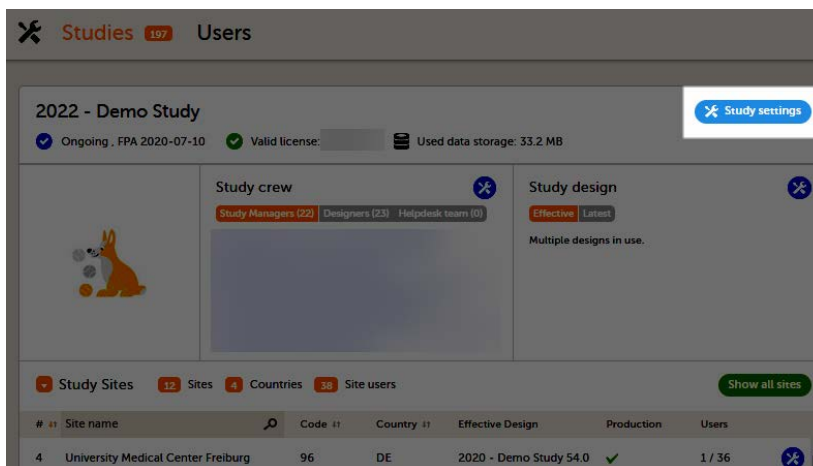 Studies 197 Users
2022 - Demo Study
Study settings
Ongoing , FPA 2020-07-10 Valid license: Used data storage: 33.2 MB
Study crew
Study Managers (22) Designers (23) Helpdesk team (0)
Study design
Effective Latest
Multiple designs in use.
Study Sites 12 Sites 4 Countries 38 Site users Show all sites
# Site name Code Country Effective Design Production Users
4 University Medical Center Freiburg 96 DE 2020 - Demo Study 54.0 1 / 36